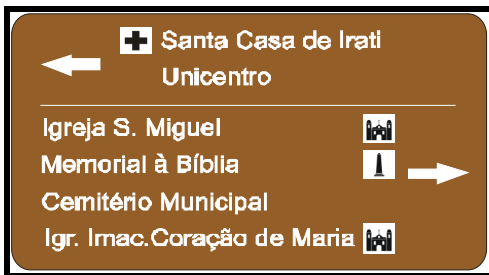 Santa Casa de Irati
Unicentro
Igreja S. Miguel
Memorial à Bíblia
Cemitério Municipal
Igr. Imac.Coração de Maria